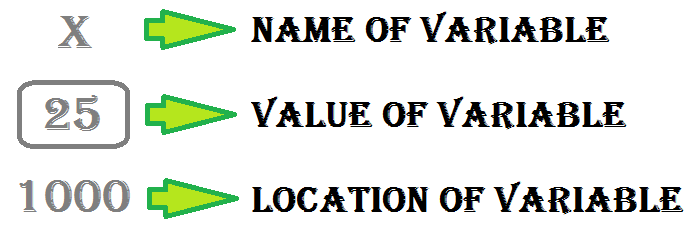 X NAME OF VARIABLE
25 VALUE OF VARIABLE
1000 LOCATION OF VARIABLE